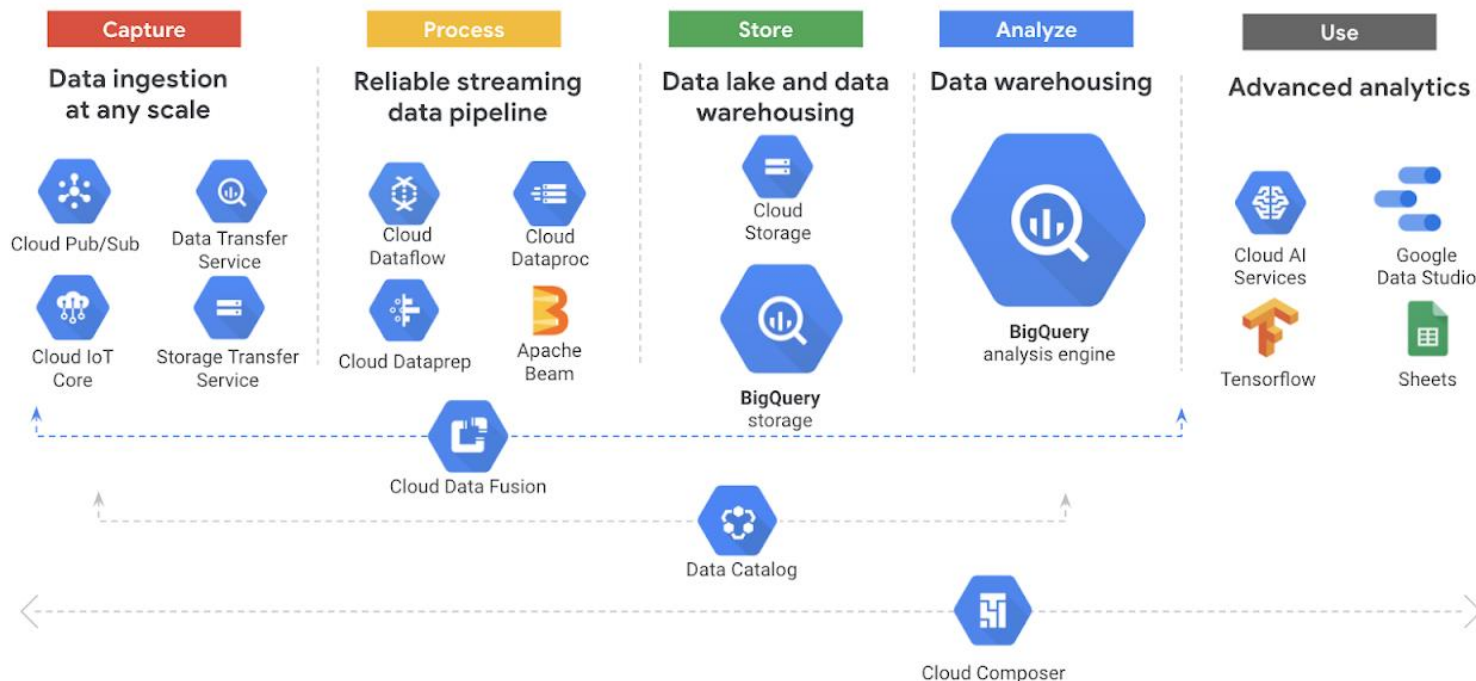 Capture
Process
Store
Analyze
Use
Data ingestion
at any scale
Reliable streaming
data pipeline
Data lake and data
warehousing
Data warehousing
Advanced analytics
Cloud Pub/Sub
Data Transfer
Service
Cloud IoT
Core
Storage Transfer
Service
Cloud
Dataflow
Cloud
Dataproc
Cloud Dataprep
Apache
Beam
Cloud
Storage
BigQuery
storage
BigQuery
analysis engine
Cloud AI
Services
Google
Data Studio
Tensorflow
Sheets
Cloud Data Fusion
Data Catalog
Cloud Composer